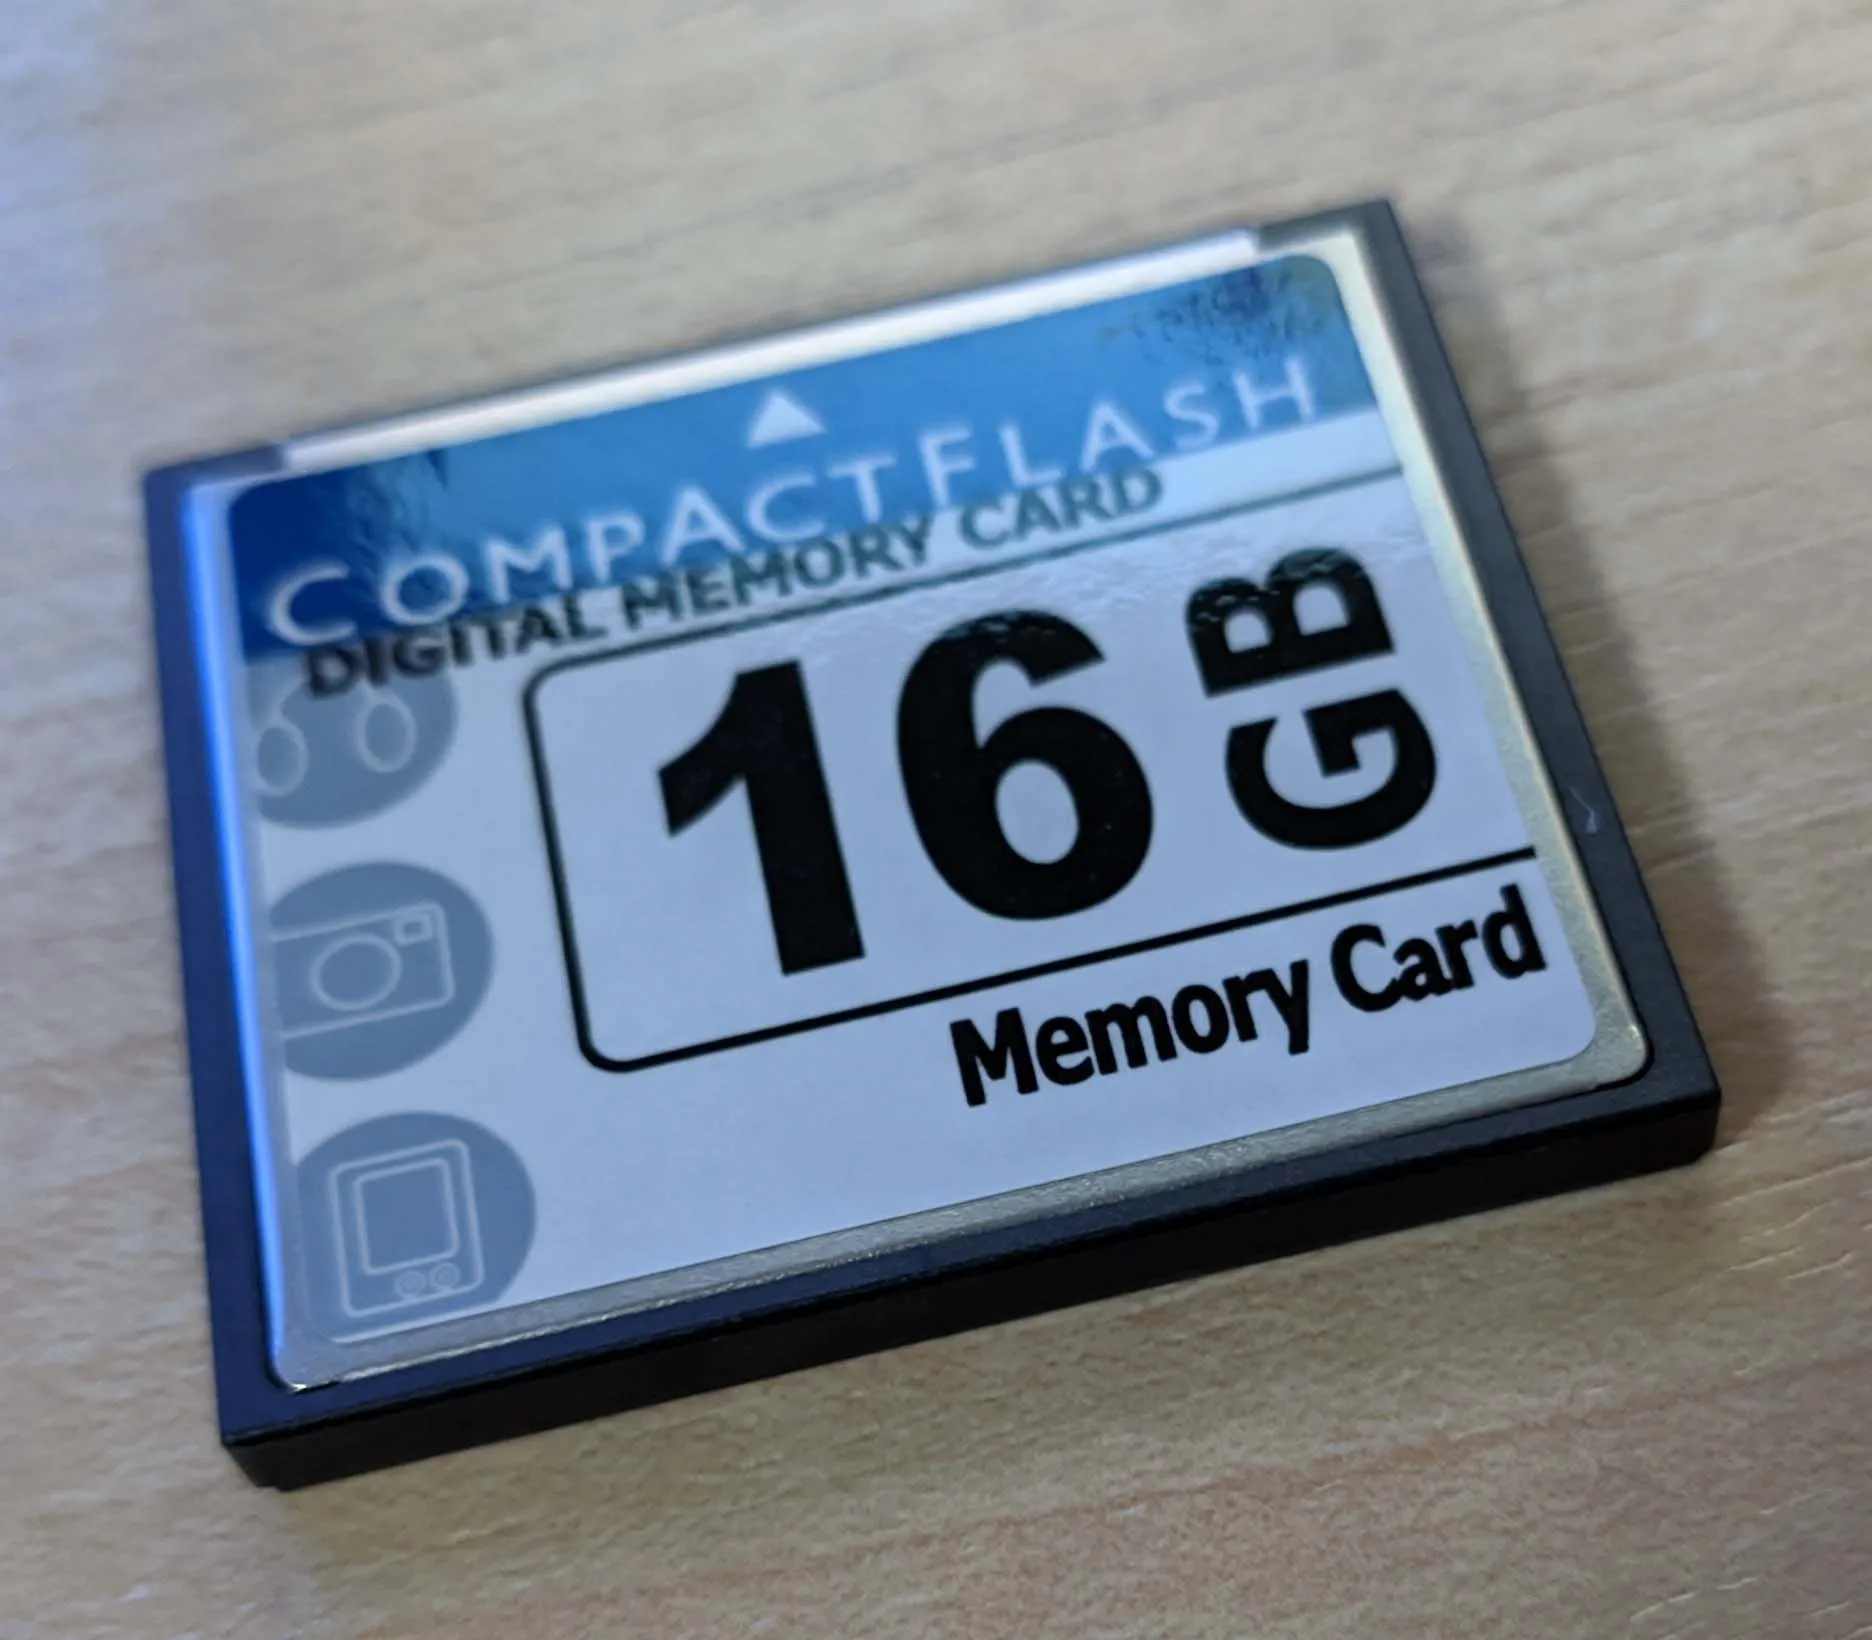 COMPACTFLASH
DIGITAL MEMORY CARD
16 GB
Memory Card